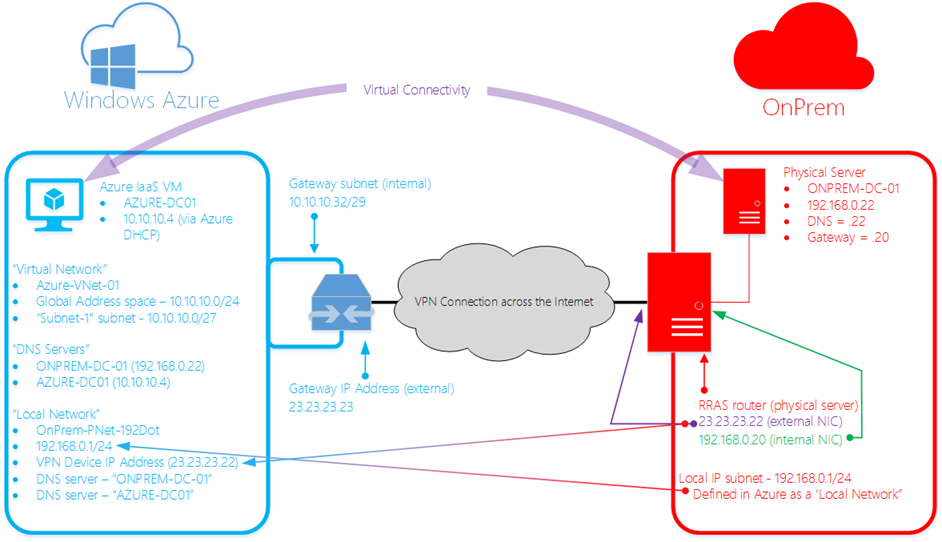 Windows Azure
Virtual Connectivity
OnPrem
Azure IaaS VM
AZURE-DC01
10.10.10.4 (via Azure
DHCP)
"Virtual Network"
Azure-VNet-01
Global Address space – 10.10.10.0/24
"Subnet-1" subnet - 10.10.10.0/27
"DNS Servers"
ONPREM-DC-01 (192.168.0.22)
AZURE-DC01 (10.10.10.4)
"Local Network"
OnPrem-PNet-192Dot
192.168.0.1/24
VPN Device IP Address (23.23.23.22)
DNS server – "ONPREM-DC-01"
DNS server – "AZURE-DC01"
Gateway subnet (internal)
10.10.10.32/29
Gateway IP Address (external)
23.23.23.23
VPN Connection across the Internet
Physical Server
ONPREM-DC-01
192.168.0.22
DNS = .22
Gateway = .20
RRAS router (physical server)
23.23.23.22 (external NIC)
192.168.0.20 (internal NIC)
Local IP subnet - 192.168.0.1/24
Defined in Azure as a "Local Network"